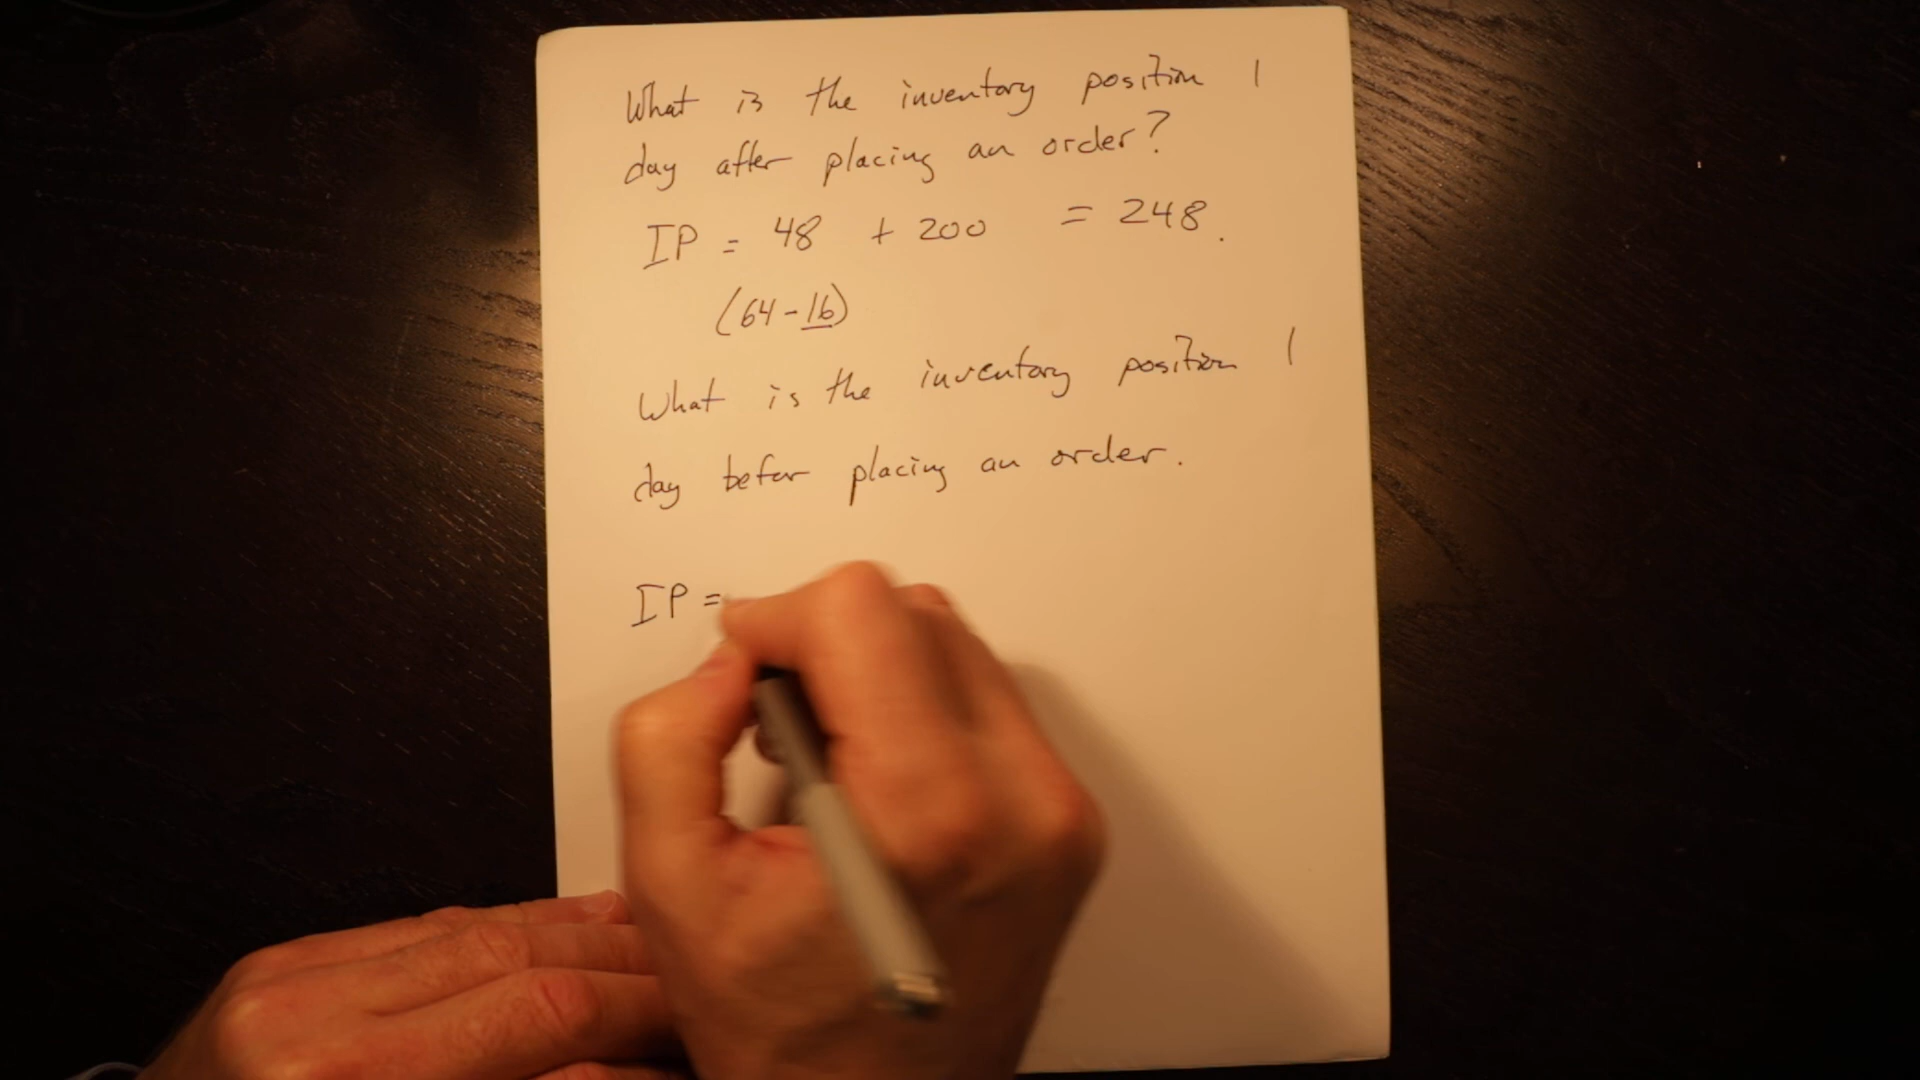 What is the inventory position 1
day after placing an order?
IP = 48 + 200 = 248.
(64-16)
What is the inventory position 1
day befor placing an order.
IP =